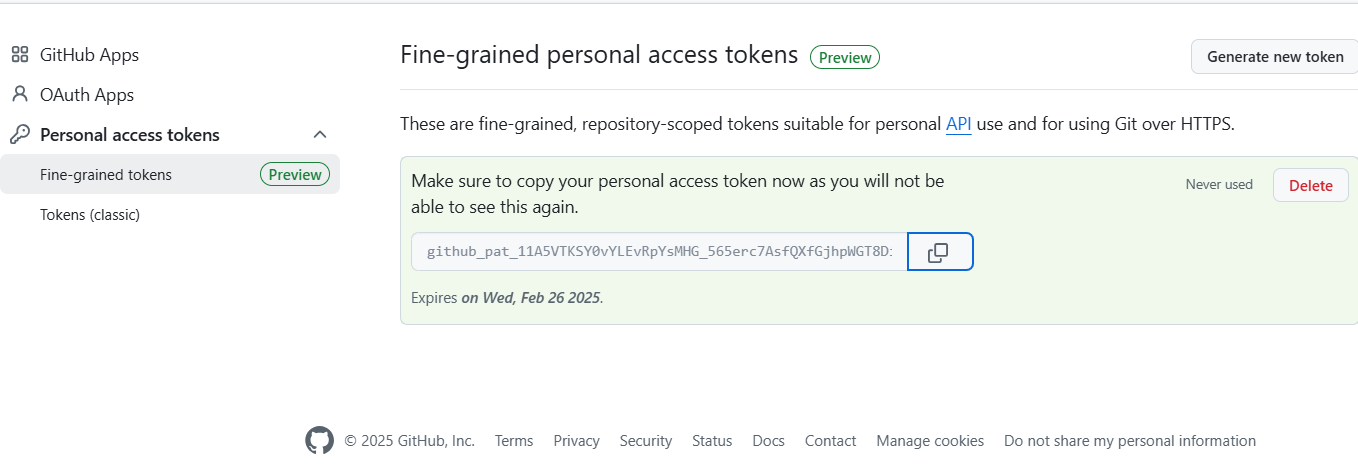 GitHub Apps
OAuth Apps
Personal access tokens
Fine-grained tokens Preview
Tokens (classic)
Fine-grained personal access tokens Preview
Generate new token
These are fine-grained, repository-scoped tokens suitable for personal API use and for using Git over HTTPS.
Make sure to copy your personal access token now as you will not be
able to see this again.
Never used
Delete
github_pat_11A5VTKSY0vYLEvRpYsMHG_565erc7AsfQXfGjhpWGT8D
Expires on Wed, Feb 26 2025.
© 2025 GitHub, Inc. Terms Privacy Security Status Docs Contact Manage cookies Do not share my personal information